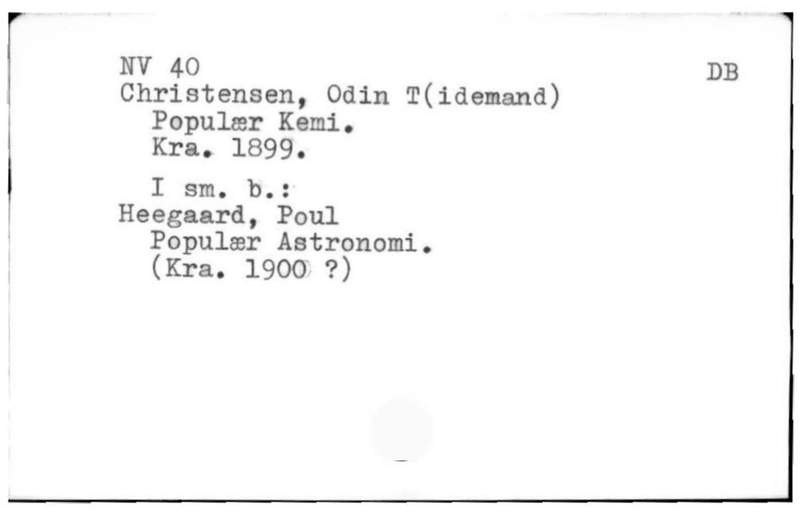 NV 40 DB
Christensen, Odin T(idemand)
Populær Kemi.
Kra. 1899.
I sm. b.:
Heegaard, Poul
Populær Astronomi.
(Kra. 1900 ?)